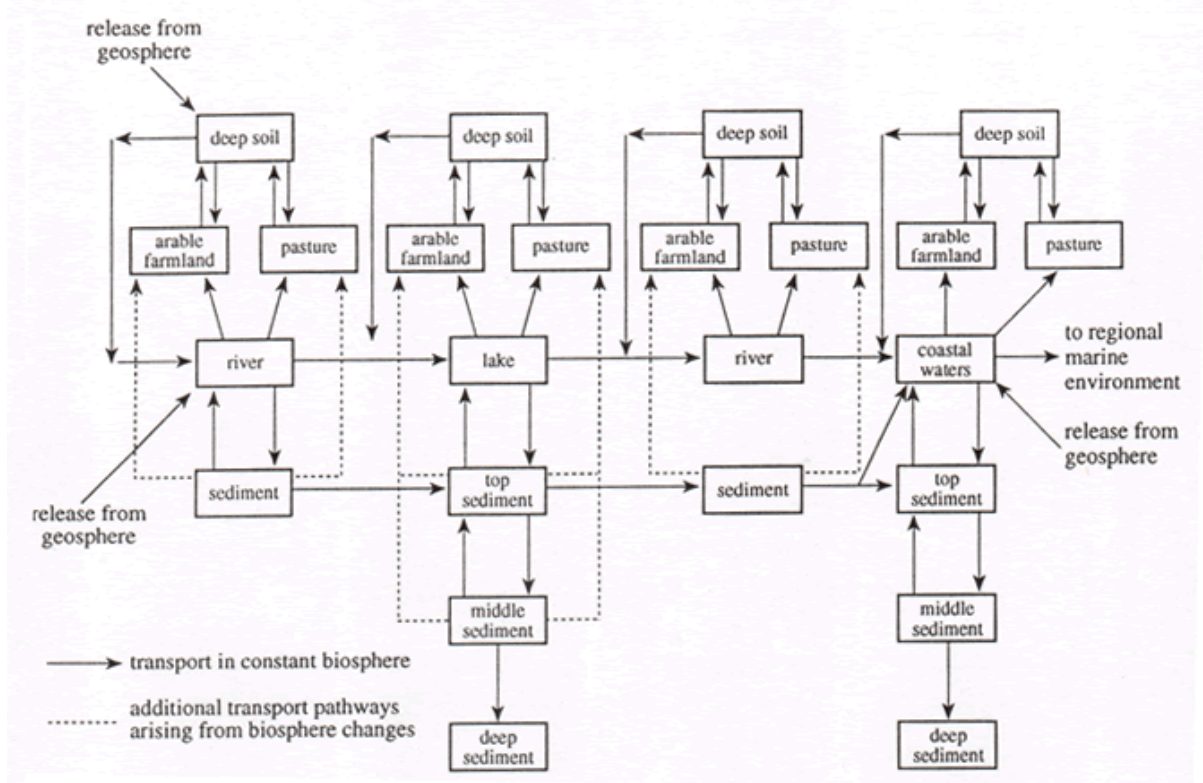 release from
geosphere
deep soil
deep soil
deep soil
deep soil
arable
farmland
pasture
arable
farmland
pasture
arable
farmland
pasture
arable
farmland
pasture
river
lake
river
coastal
waters
to regional
marine
environment
release from
geosphere
sediment
top
sediment
sediment
top
sediment
release from
geosphere
middle
sediment
middle
sediment
transport in constant biosphere
additional transport pathways
arising from biosphere changes
deep
sediment
deep
sediment